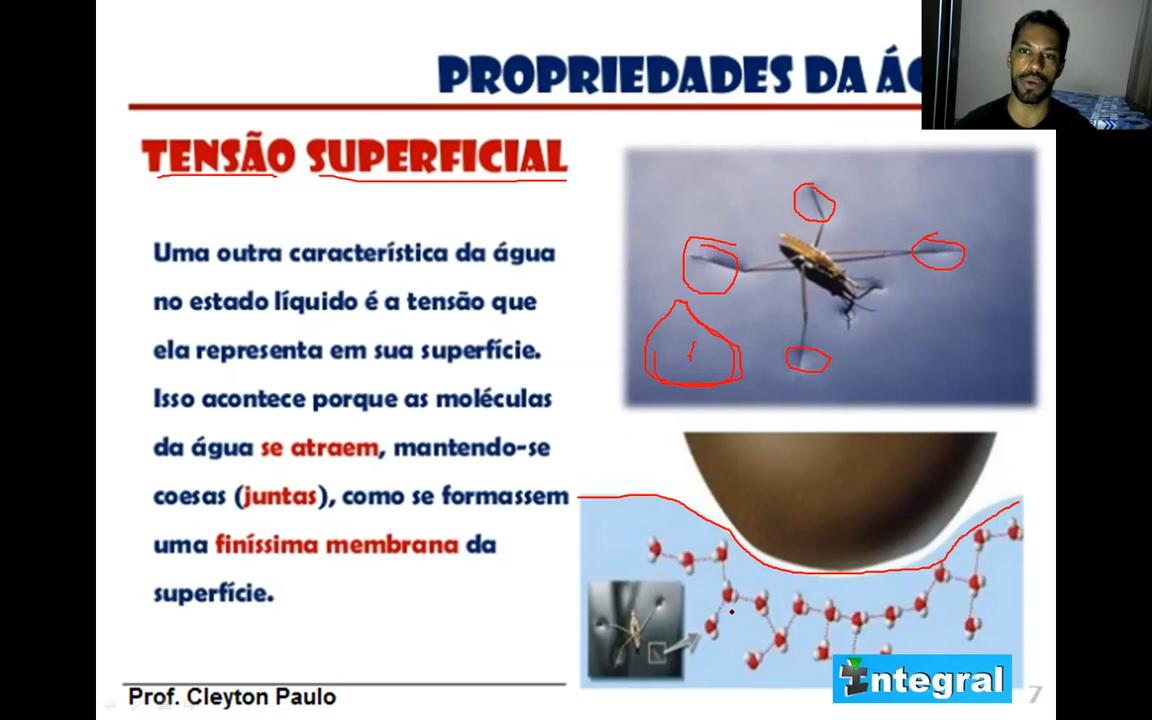 PROPRIEDADES DA
TENSÃO SUPERFICIAL
Uma outra característica da água
no estado líquido é a tensão que
ela representa em sua superfície.
Isso acontece porque as moléculas
da água se atraem, mantendo-se
coesas (juntas), como se formassem
uma finíssima membrana da
superfície.
Integral
Prof. Cleyton Paulo
7